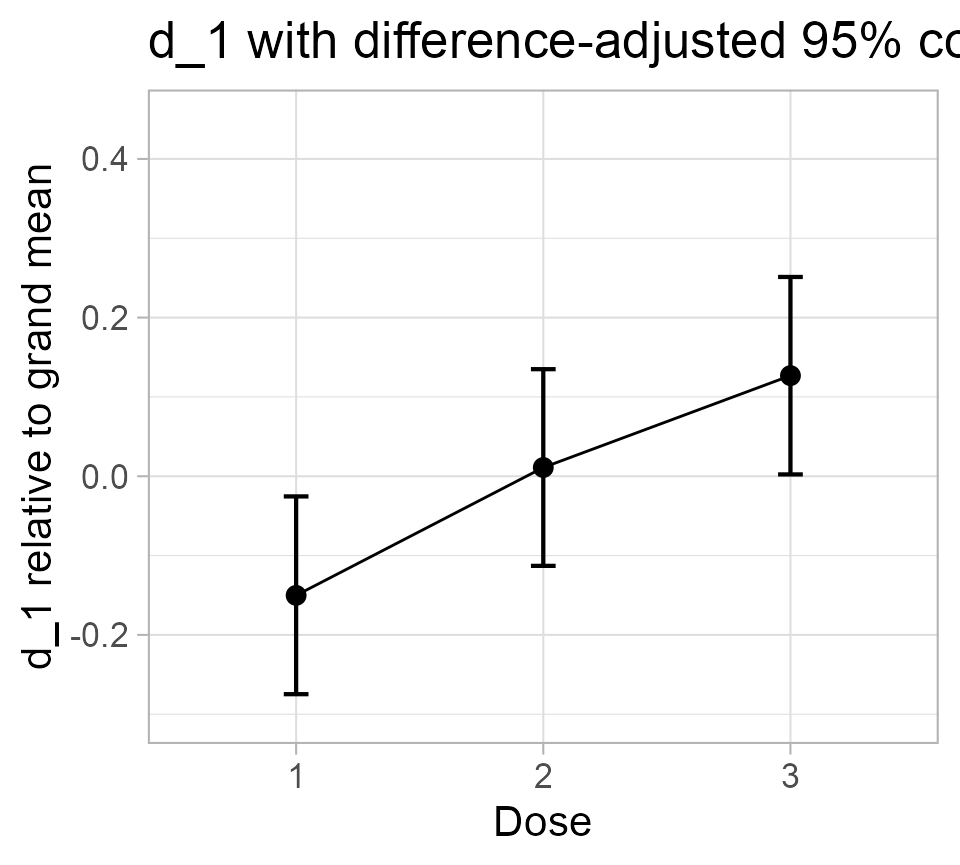 d_1 with difference-adjusted 95% co
d_1 relative to grand mean
0.4
0.2
0.0
-0.2
1
2
3
Dose